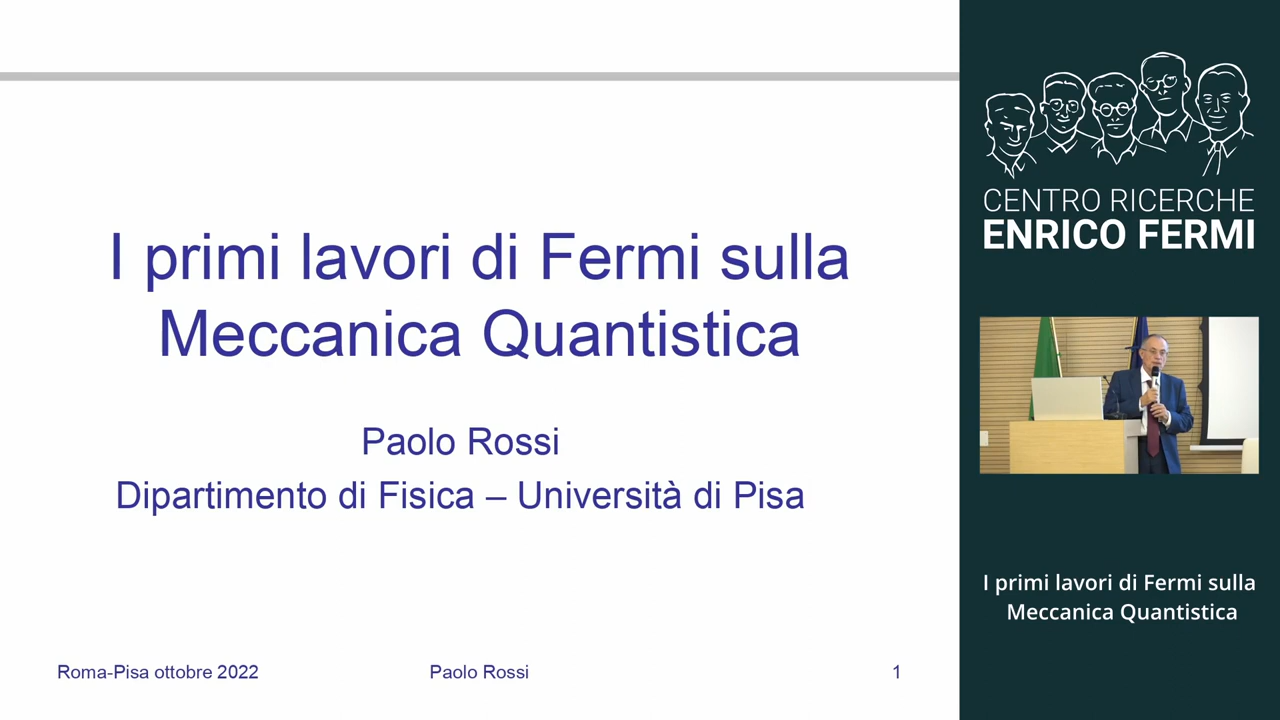 I primi lavori di Fermi sulla
Meccanica Quantistica
Paolo Rossi
Dipartimento di Fisica – Università di Pisa
Roma-Pisa ottobre 2022
Paolo Rossi
1
CENTRO RICERCHE
ENRICO FERMI
I primi lavori di Fermi sulla
Meccanica Quantistica